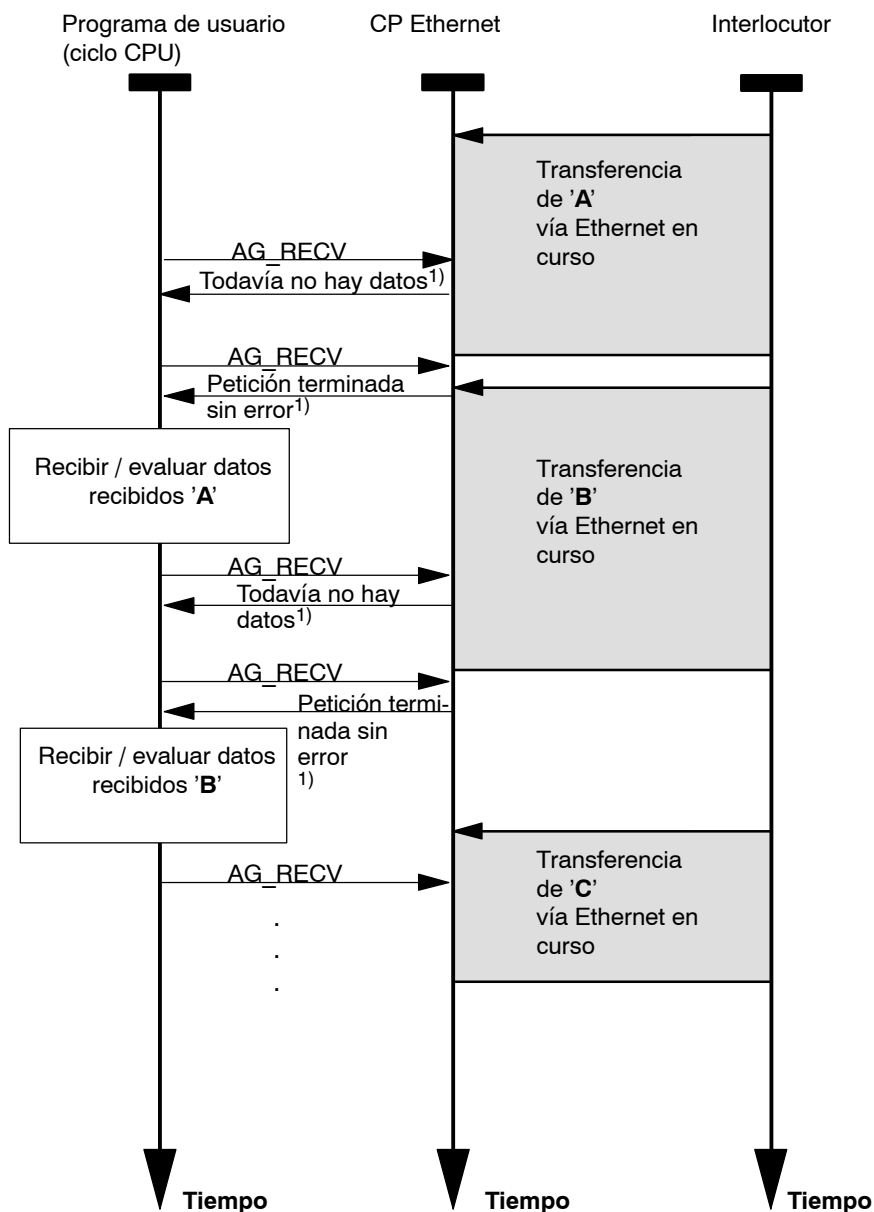 Programa de usuario
(ciclo CPU)
CP Ethernet
Interlocutor
Transferencia
de ’A’
vía Ethernet en
curso
AG_RECV
Todavía no hay datos1)
AG_RECV
Petición terminada
sin error1)
Recibir / evaluar datos
recibidos ’A’
Transferencia
de ’B’
vía Ethernet en
curso
AG_RECV
Todavía no hay
datos1)
AG_RECV
Petición termi-
nada sin
error
1)
Recibir / evaluar datos
recibidos ’B’
Transferencia
de ’C’
vía Ethernet en
curso
AG_RECV
.
.
.
Tiempo
Tiempo
Tiempo